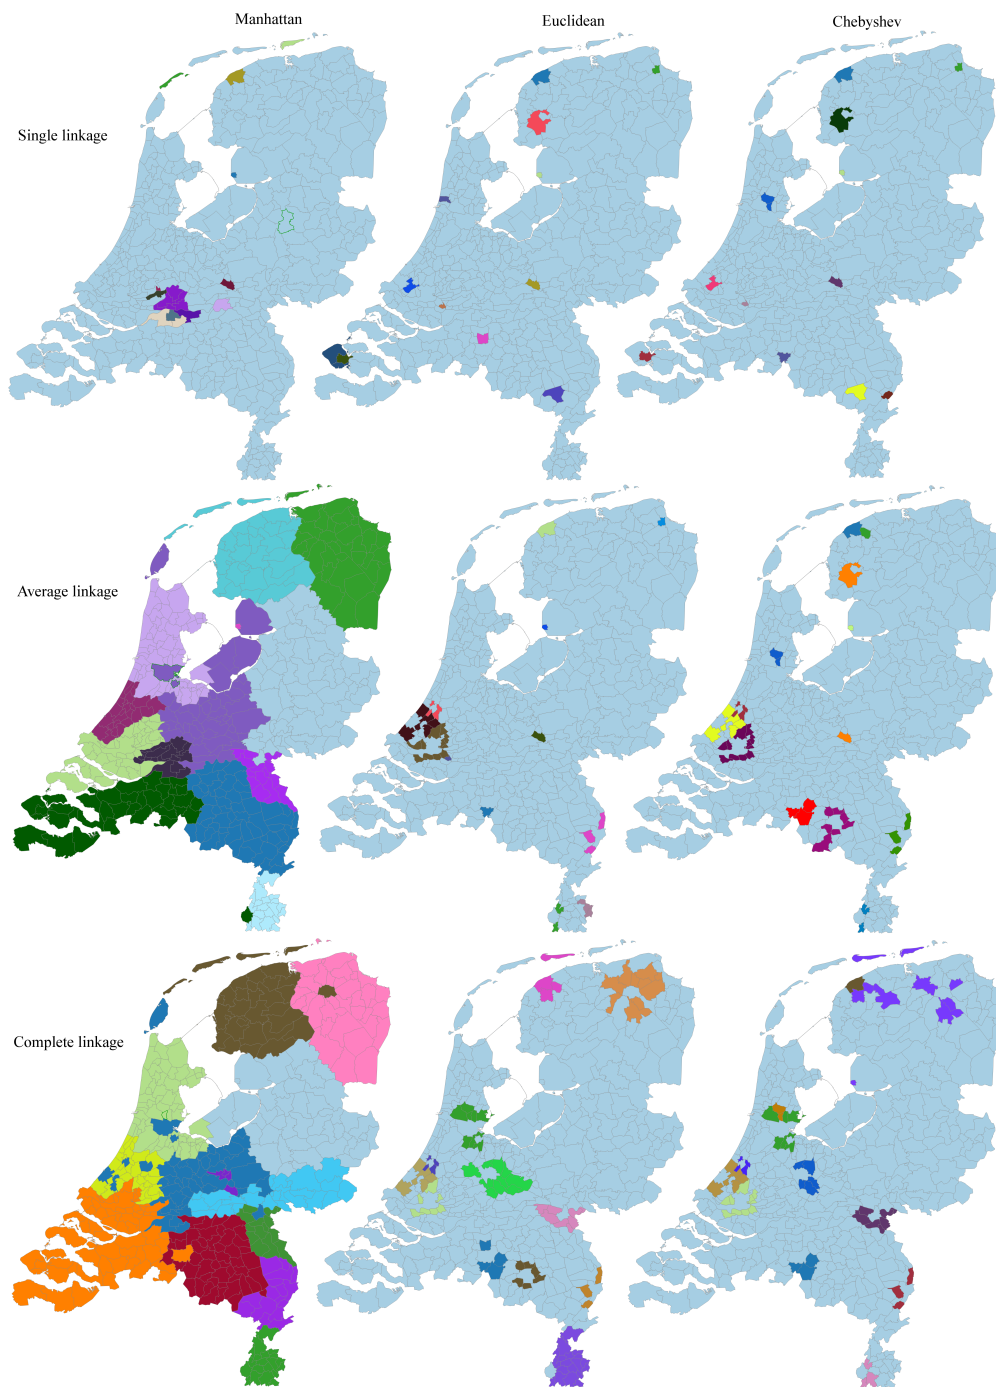 Manhattan
Euclidean
Chebyshev
Single linkage
Average linkage
Complete linkage